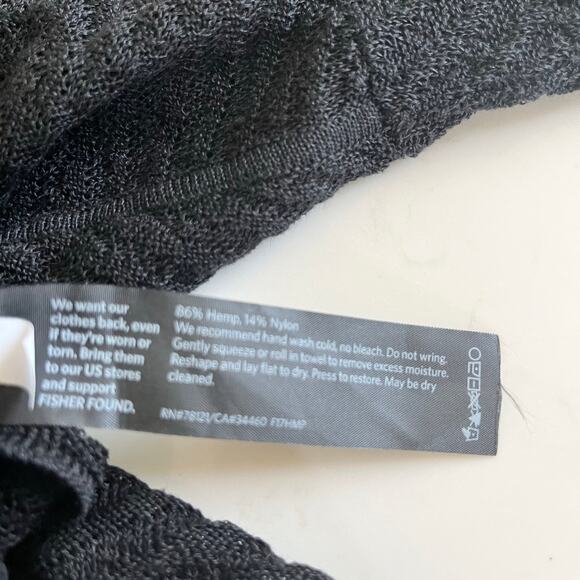 We want our
clothes back, even
if they're worn or
torn. Bring them
to our US stores
and support
FISHER FOUND.
86% Hemp, 14% Nylon
We recommend hand wash cold, no bleach. Do not wring.
Gently squeeze or roll in towel to remove excess moisture.
Reshape and lay flat to dry. Press to restore. May be dry
cleaned.
RN#78121/CA#34460 F17HMP